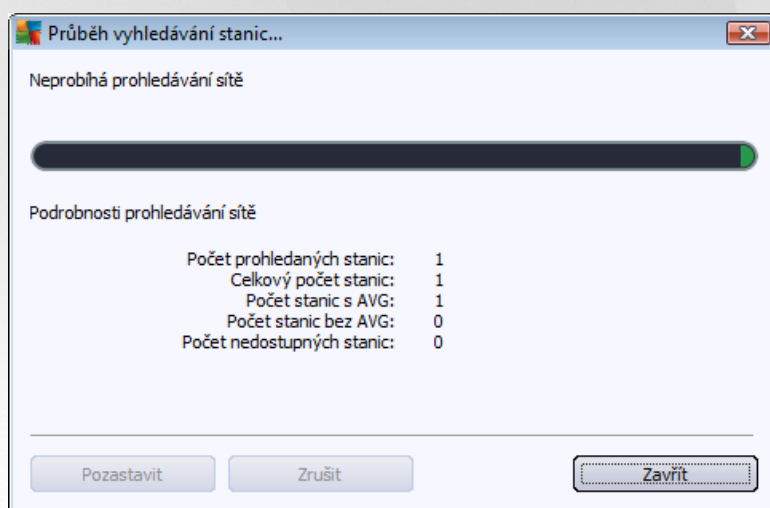 Průběh vyhledávání stanic...
Neprobíhá prohledávání sítě
Podrobnosti prohledávání sítě
Počet prohledaných stanic: 1
Celkový počet stanic: 1
Počet stanic s AVG: 1
Počet stanic bez AVG: 0
Počet nedostupných stanic: 0
Pozastavit Zrušit Zavřít